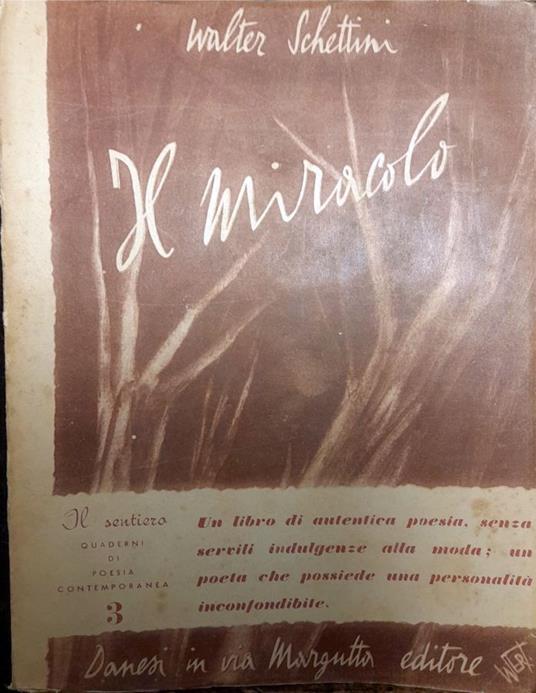 Walter Schettini
Il miracolo
Il sentiero
QUADERNI
DI
POESIA
CONTEMPORANEA
3
Un libro di autentica poesia, senza
servili indulgenze alla moda; un
poeta che possiede una personalità
inconfondibile.
Danesi in via Margutta editore